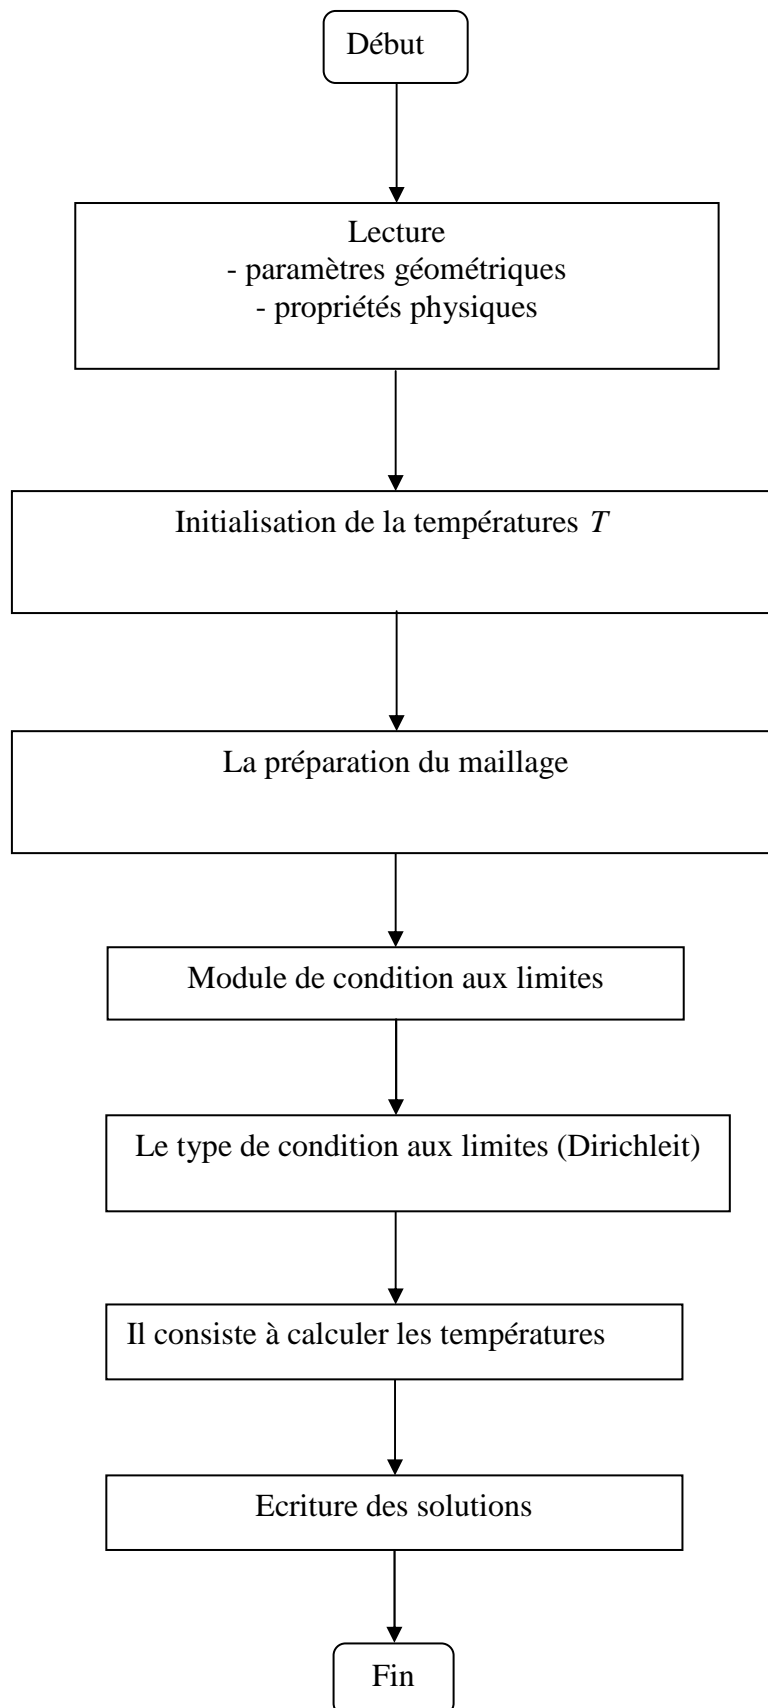 Début
Lecture
- paramètres géométriques
- propriétés physiques
Initialisation de la températures T
La préparation du maillage
Module de condition aux limites
Le type de condition aux limites (Dirichleit)
Il consiste à calculer les températures
Ecriture des solutions
Fin